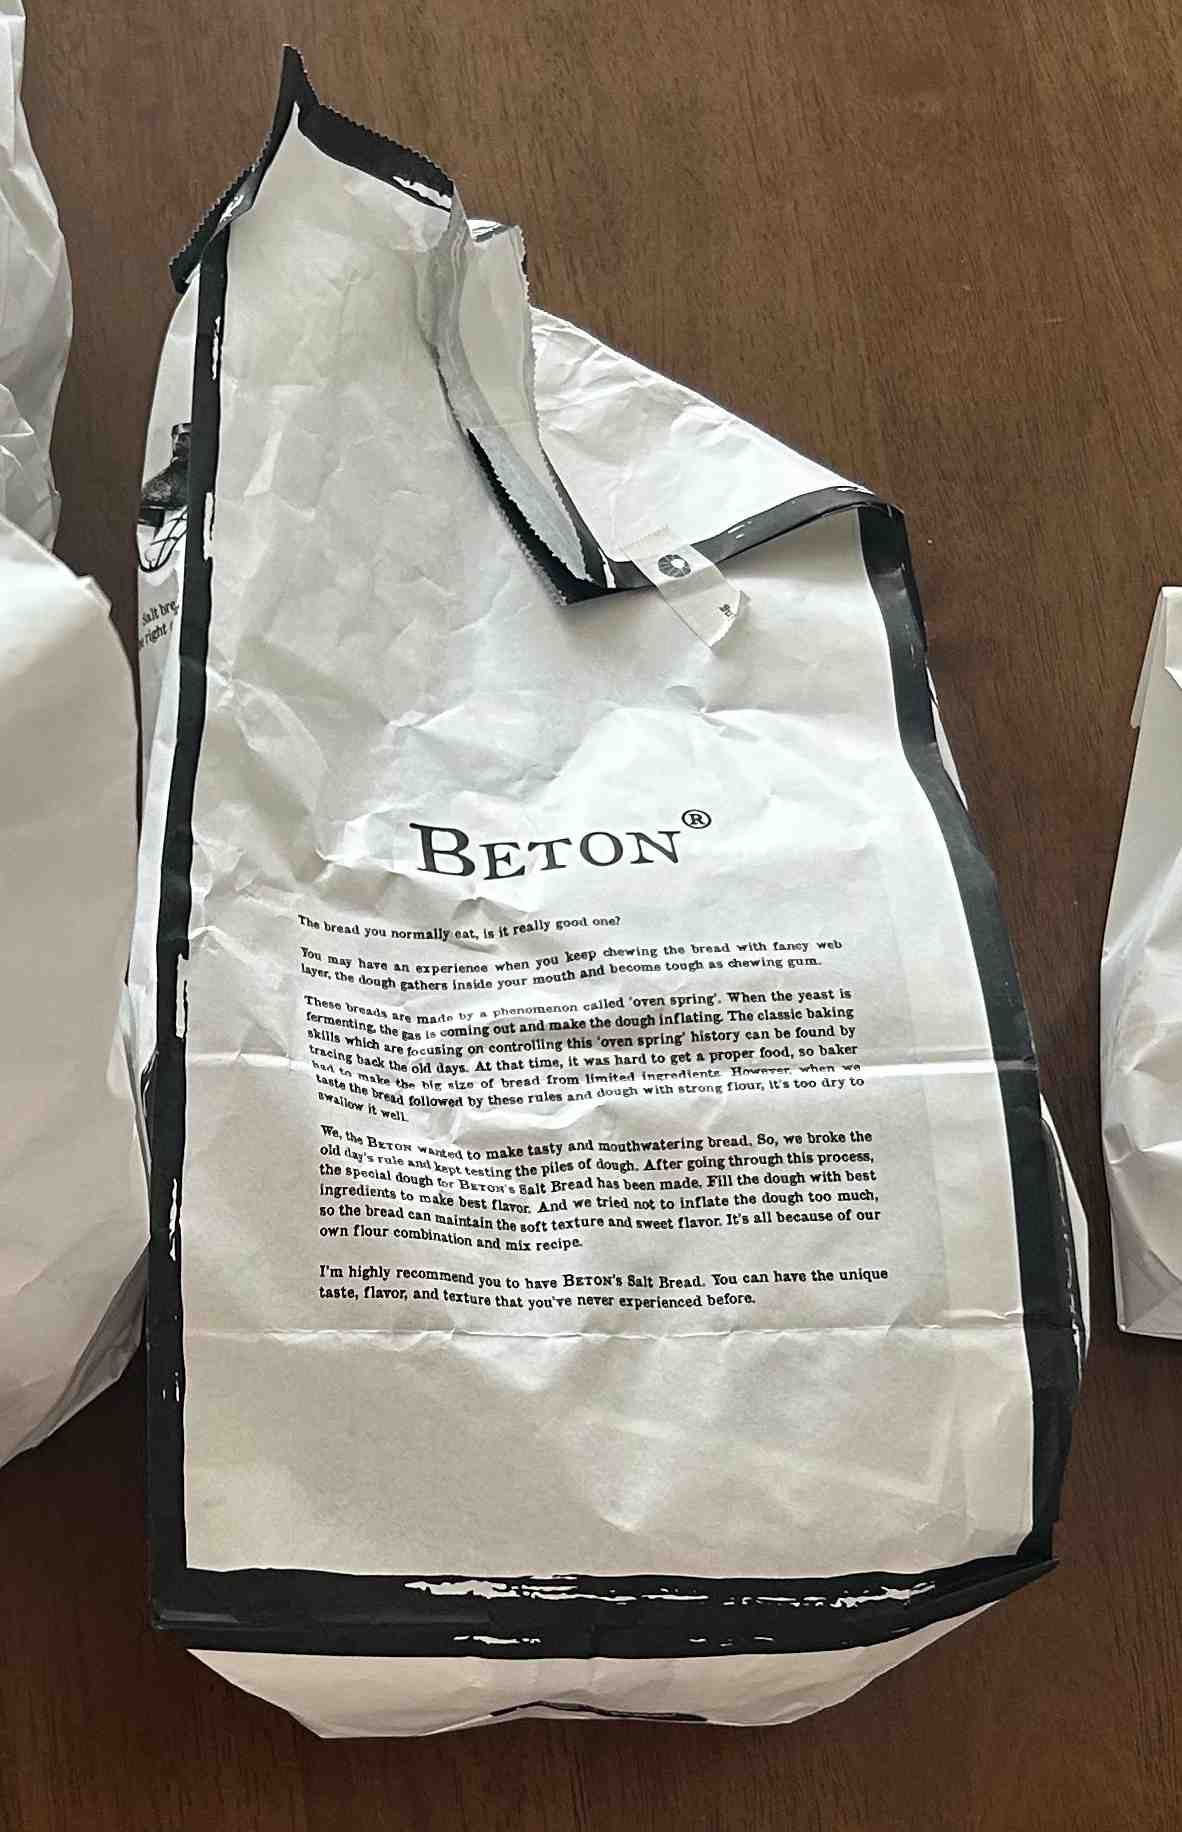 Salt bre
right
BETON®
The bread you normally eat, is it really good one?
You may have an experience when you keep chewing the bread with fancy web
layer, the dough gathers inside your mouth and become tough as chewing gum.
These breads are made by a phenomenon called 'oven spring'. When the yeast is
fermenting, the gas is coming out and make the dough inflating. The classic baking
skills which are focusing on controlling this 'oven spring' history can be found by
tracing back the old days. At that time, it was hard to get a proper food, so baker
had to make the big size of bread from limited ingredients. However, when we
taste the bread followed by these rules and dough with strong flour, it's too dry to
swallow it well.
We, the BETON wanted to make tasty and mouthwatering bread. So, we broke the
old day's rule and kept testing the piles of dough. After going through this process,
the special dough for BETON's Salt Bread has been made. Fill the dough with best
ingredients to make best flavor. And we tried not to inflate the dough too much,
so the bread can maintain the soft texture and sweet flavor. It's all because of our
own flour combination and mix recipe.
I'm highly recommend you to have BETON's Salt Bread. You can have the unique
taste, flavor, and texture that you've never experienced before.